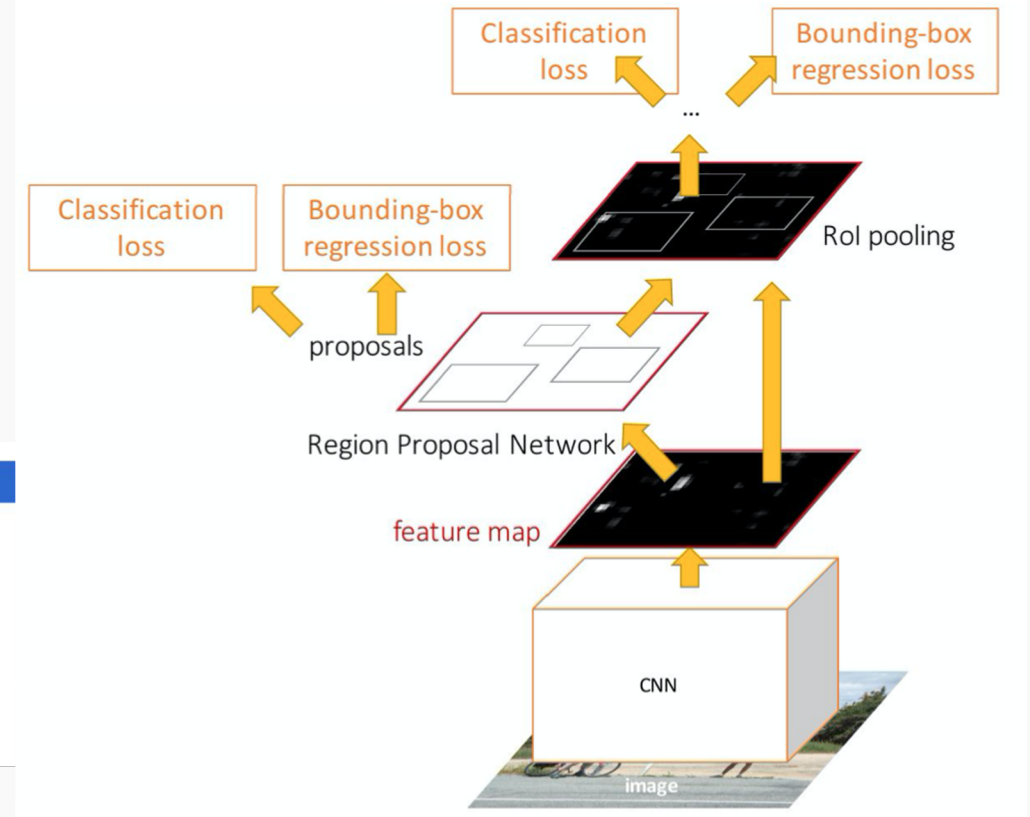 Classification
loss
Bounding-box
regression loss
...
Classification
loss
Bounding-box
regression loss
RoI pooling
proposals
Region Proposal Network
feature map
CNN
image